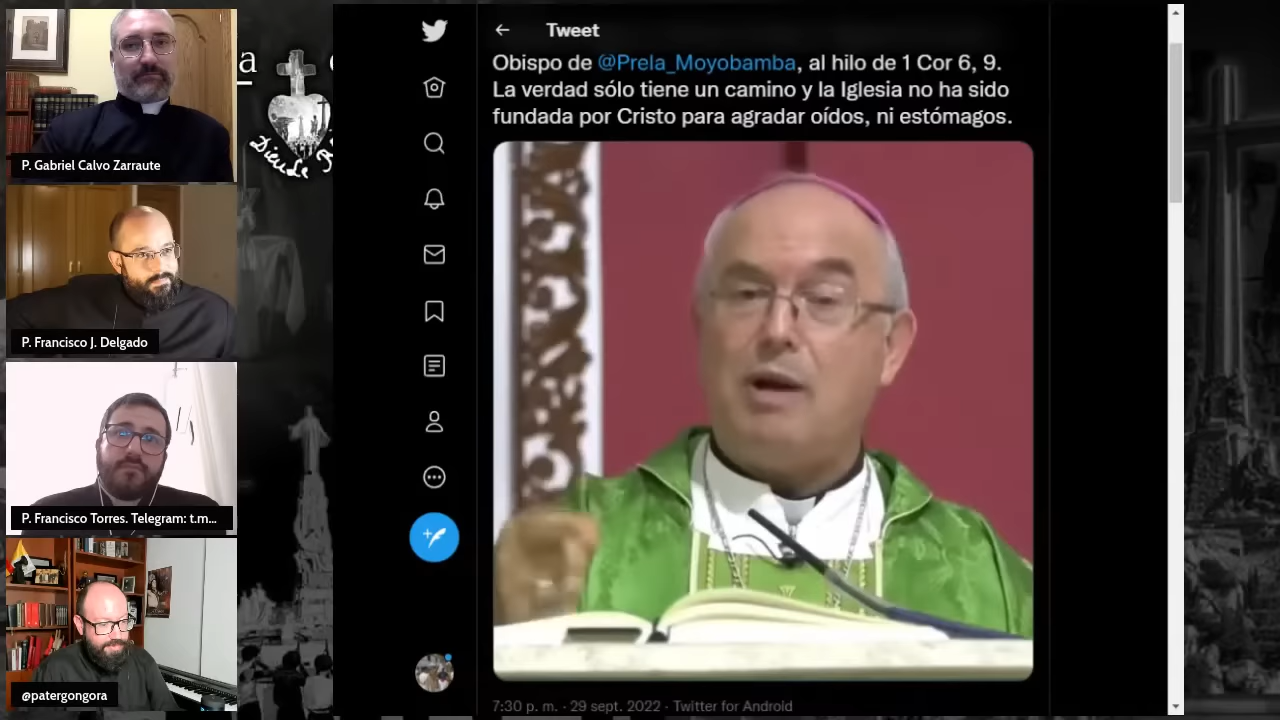 P. Gabriel Calvo Zarraute
P. Francisco J. Delgado
P. Francisco Torres. Telegram: t.m...
@patergongora
a
Tweet
Obispo de @Prela_Moyobamba, al hilo de 1 Cor 6, 9.
La verdad sólo tiene un camino y la Iglesia no ha sido
fundada por Cristo para agradar oídos, ni estómagos.
7:30 p. m. · 29 sept. 2022 · Twitter for Android